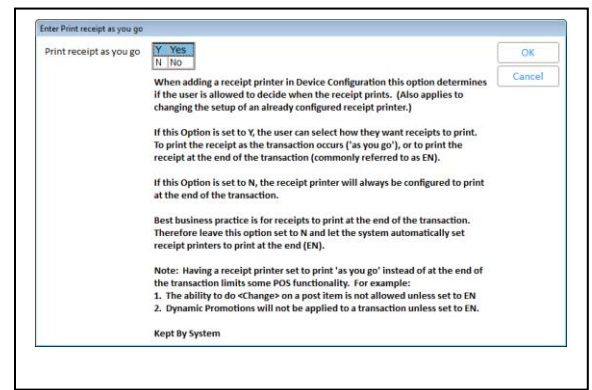 Enter Print receipt as you go
Print receipt as you go
Y Yes
N No
OK
Cancel
When adding a receipt printer in Device Configuration this option determines
if the user is allowed to decide when the receipt prints. (Also applies to
changing the setup of an already configured receipt printer.)
If this Option is set to Y, the user can select how they want receipts to print.
To print the receipt as the transaction occurs ('as you go'), or to print the
receipt at the end of the transaction (commonly referred to as EN).
If this Option is set to N, the receipt printer will always be configured to print
at the end of the transaction.
Best business practice is for receipts to print at the end of the transaction.
Therefore leave this option set to N and let the system automatically set
receipt printers to print at the end (EN).
Note: Having a receipt printer set to print 'as you go' instead of at the end of
the transaction limits some POS functionality. For example:
1. The ability to do <Change> on a post item is not allowed unless set to EN
2. Dynamic Promotions will not be applied to a transaction unless set to EN.
Kept By System